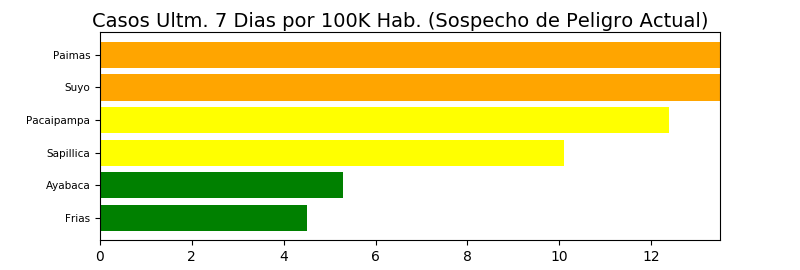 Casos Ultm. 7 Dias por 100K Hab. (Sospecho de Peligro Actual)
Paimas
Suyo
Pacaipampa
Sapillica
Ayabaca
Frias
0 2 4 6 8 10 12